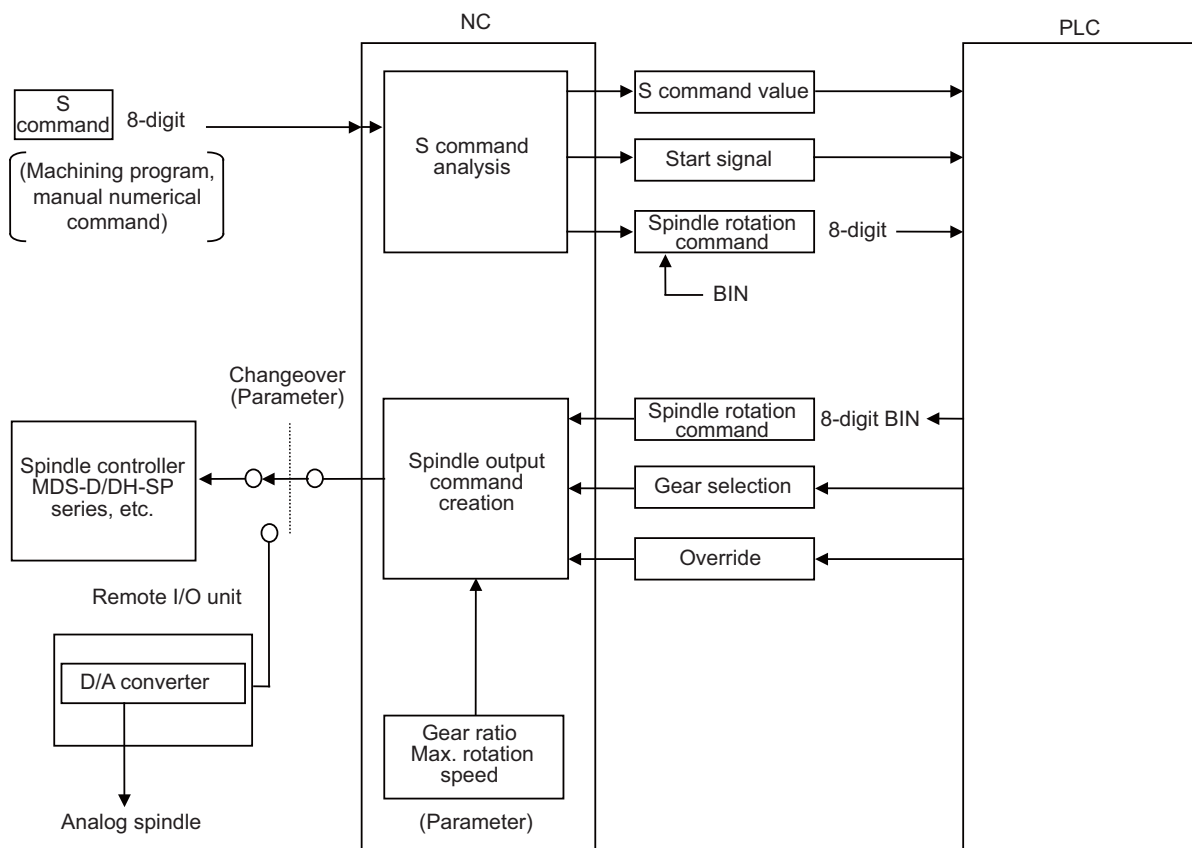 NC
PLC
S
command
8-digit
(Machining program,
manual numerical
command)
S command
analysis
S command value
Start signal
Spindle rotation
command
8-digit
BIN
Changeover
(Parameter)
Spindle controller
MDS-D/DH-SP
series, etc.
Spindle output
command
creation
Spindle rotation
command
8-digit BIN
Gear selection
Override
Remote I/O unit
D/A converter
Analog spindle
Gear ratio
Max. rotation
speed
(Parameter)